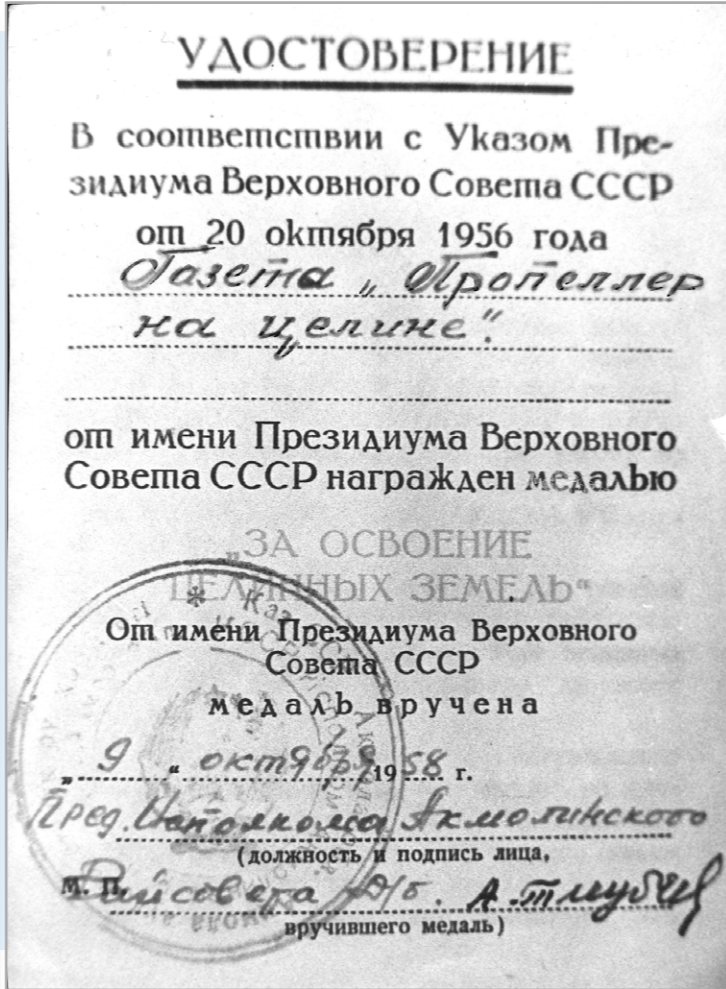 УДОСТОВЕРЕНИЕ
В соответствии с Указом Пре-
зидиума Верховного Совета СССР
от 20 октября 1956 года
Газета „Пропеллер
на целине".
от имени Президиума Верховного
Совета СССР награжден медалью
„ЗА ОСВОЕНИЕ
ЦЕЛИННЫХ ЗЕМЕЛЬ“
От имени Президиума Верховного
Совета СССР
медаль вручена
„9“ октября 1958 г.
Пред. Исполкома Акмолинского
(должность и подпись лица,
М. П. Райсовета д/т.
вручившего медаль)